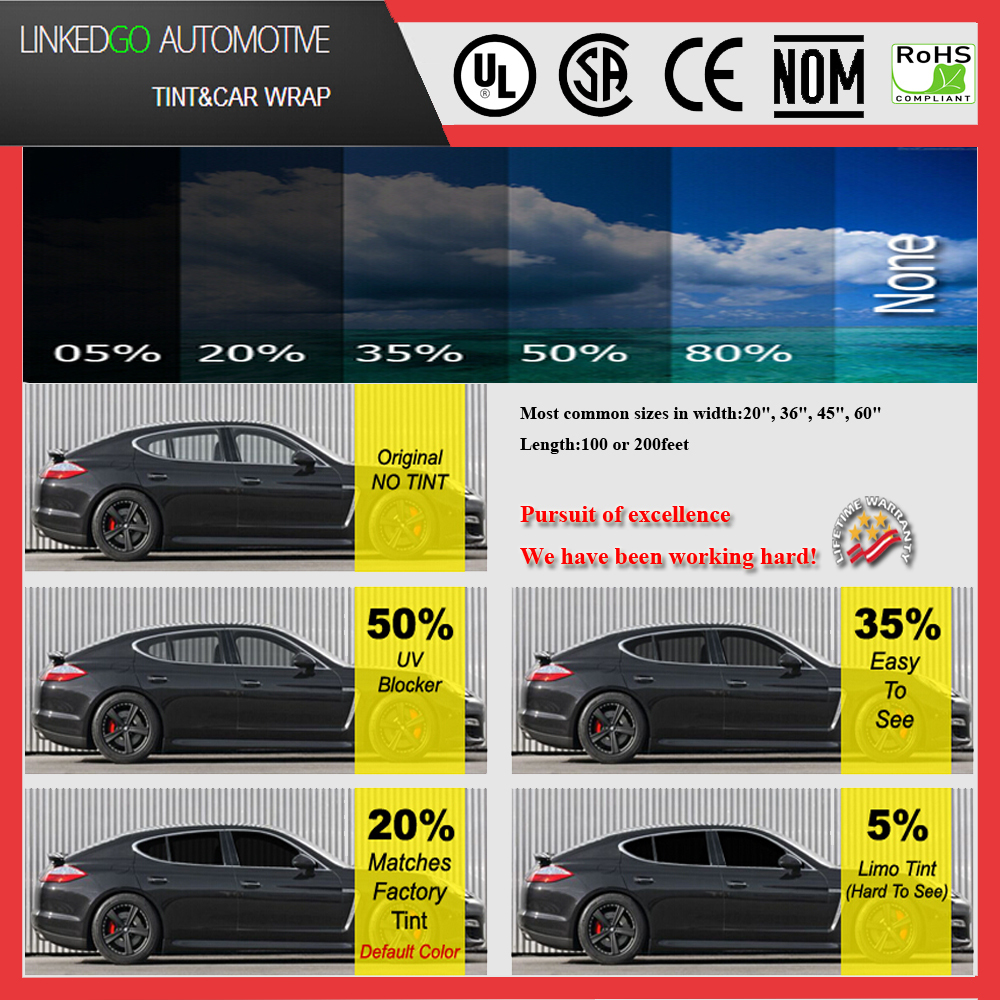 LINKEDGO AUTOMOTIVE
TINT&CAR WRAP
UL
®
SA
CE
NOM
RoHS
COMPLIANT
05% 20% 35% 50% 80% None
Original
NO TINT
Most common sizes in width:20", 36", 45", 60"
Length:100 or 200feet
Pursuit of excellence
We have been working hard!
LIFETIME WARRANTY
50%
UV
Blocker
35%
Easy
To
See
20%
Matches
Factory
Tint
Default Color
5%
Limo Tint
(Hard To See)